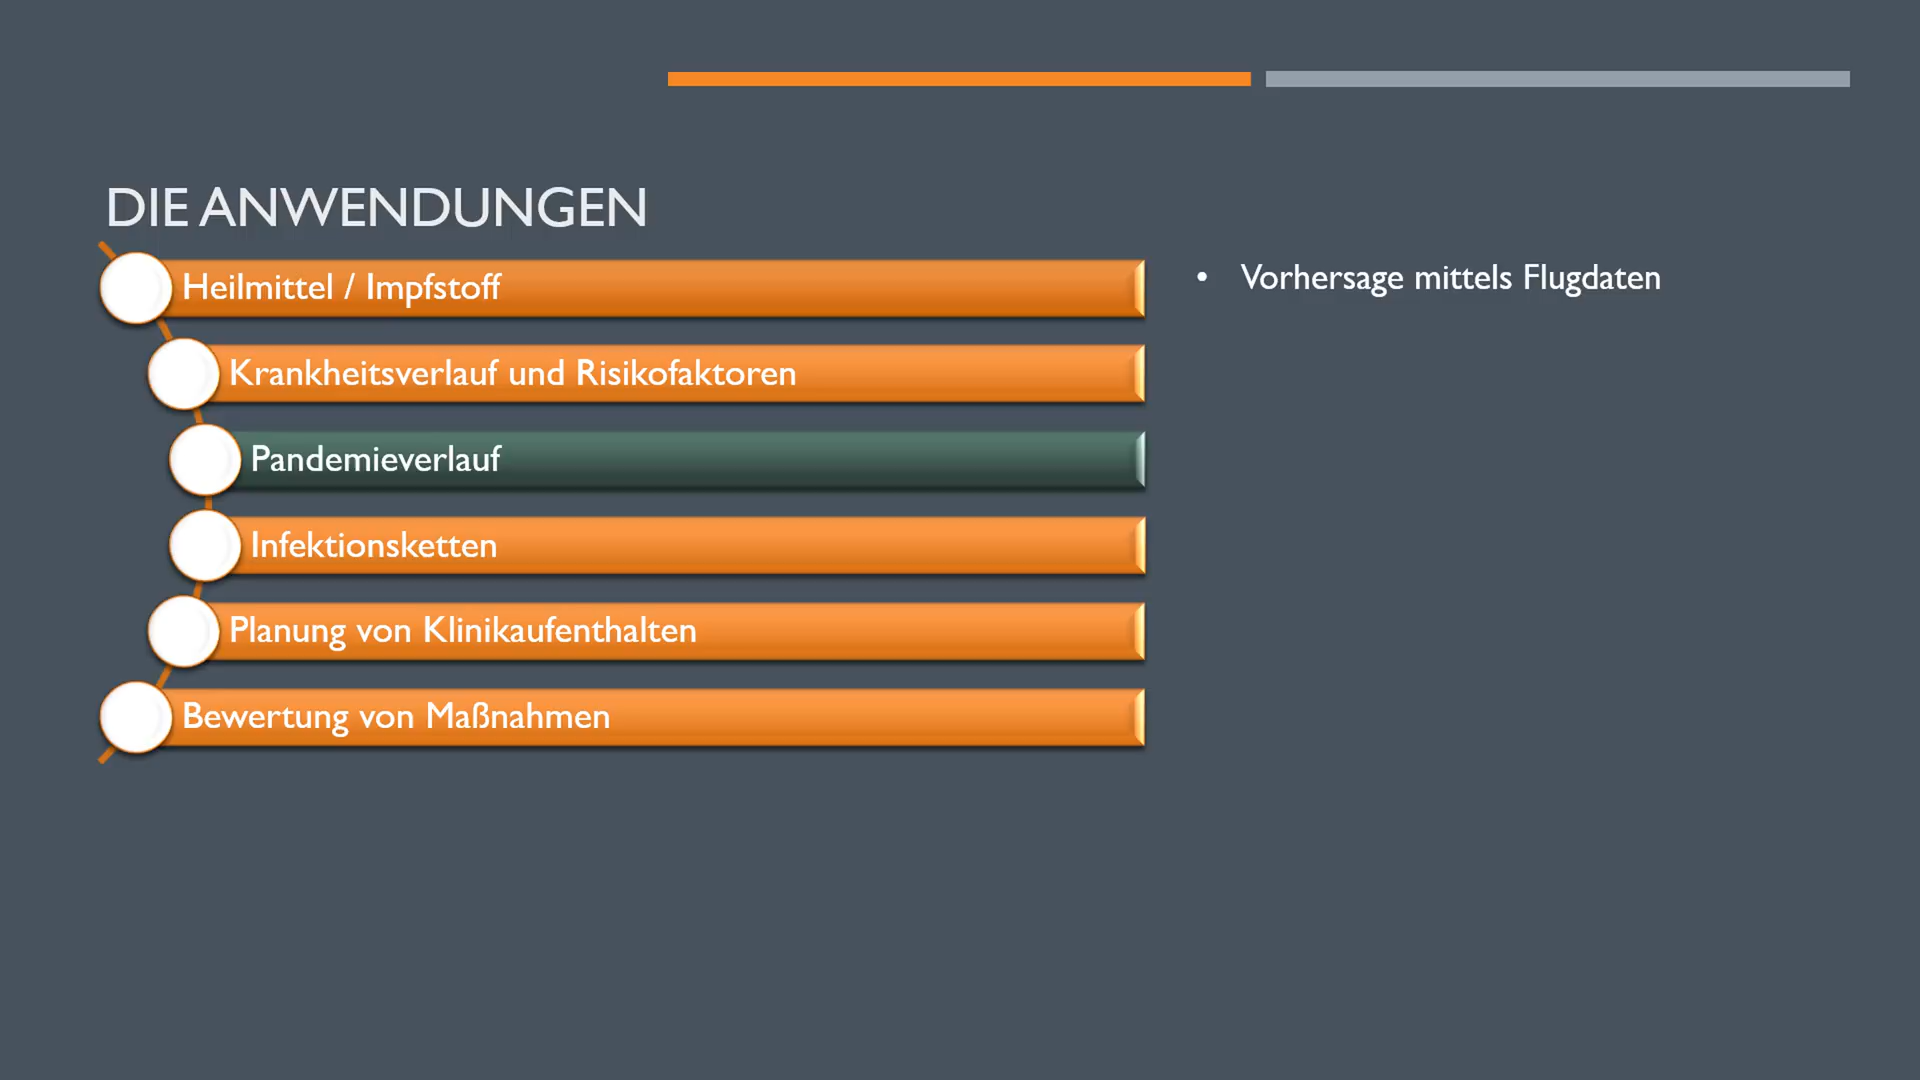 DIE ANWENDUNGEN
Heilmittel / Impfstoff
Krankheitsverlauf und Risikofaktoren
Pandemieverlauf
Infektionsketten
Planung von Klinikaufenthalten
Bewertung von Maßnahmen
• Vorhersage mittels Flugdaten